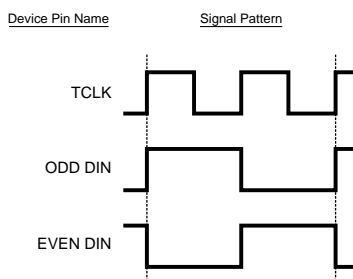 Device Pin Name
Signal Pattern
TCLK
ODD DIN
EVEN DIN